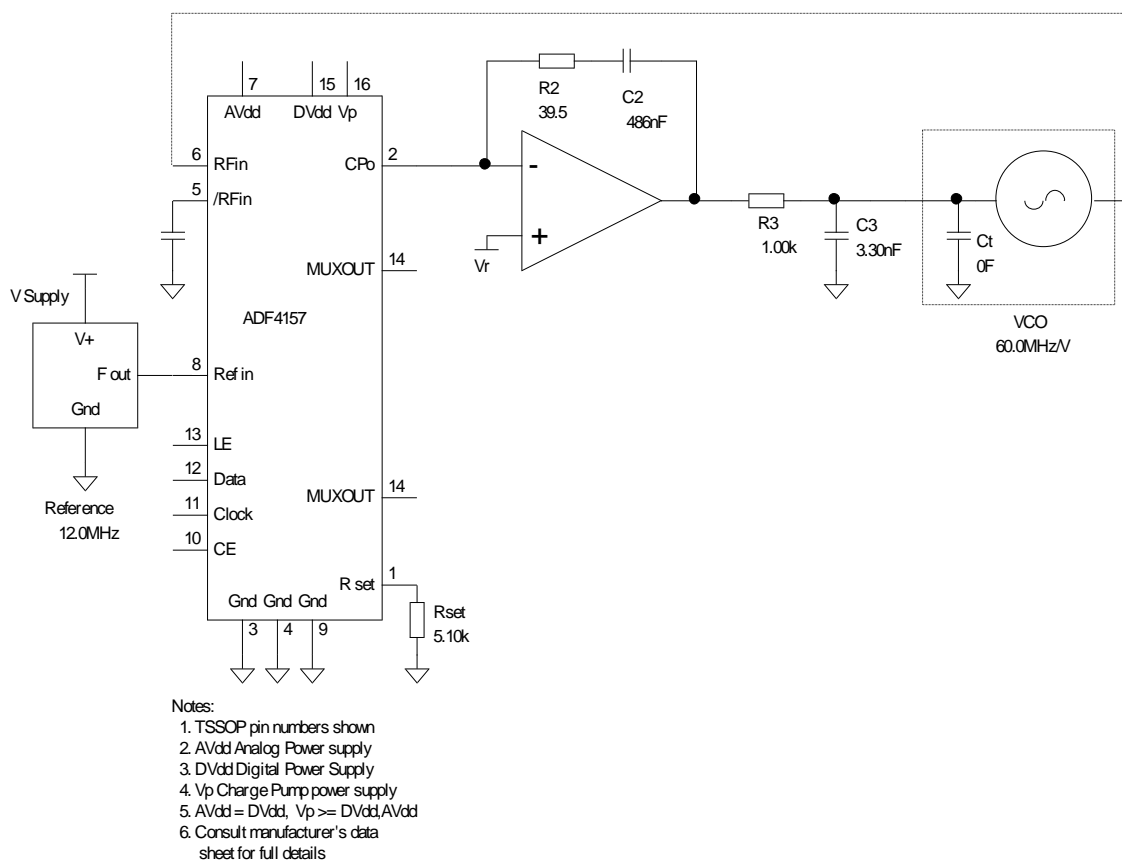 7
15
16
AVdd
DVdd Vp
R2
39.5
C2
486nF
6
RFin
CPo
2
5
/RFin
-
+
Vr
R3
1.00k
C3
3.30nF
Ct
0F
VCO
60.0MHz/V
MUXOUT
14
V Supply
V+
F out
Gnd
ADF4157
8
Ref in
13
LE
12
Data
11
Clock
10
CE
MUXOUT
14
Reference
12.0MHz
R set
1
Gnd Gnd Gnd
3
4
9
Rset
5.10k
Notes:
1. TSSOP pin numbers shown
2. AVdd Analog Power supply
3. DVdd Digital Power Supply
4. Vp Charge Pump power supply
5. AVdd = DVdd, Vp >= DVdd,AVdd
6. Consult manufacturer's data
sheet for full details